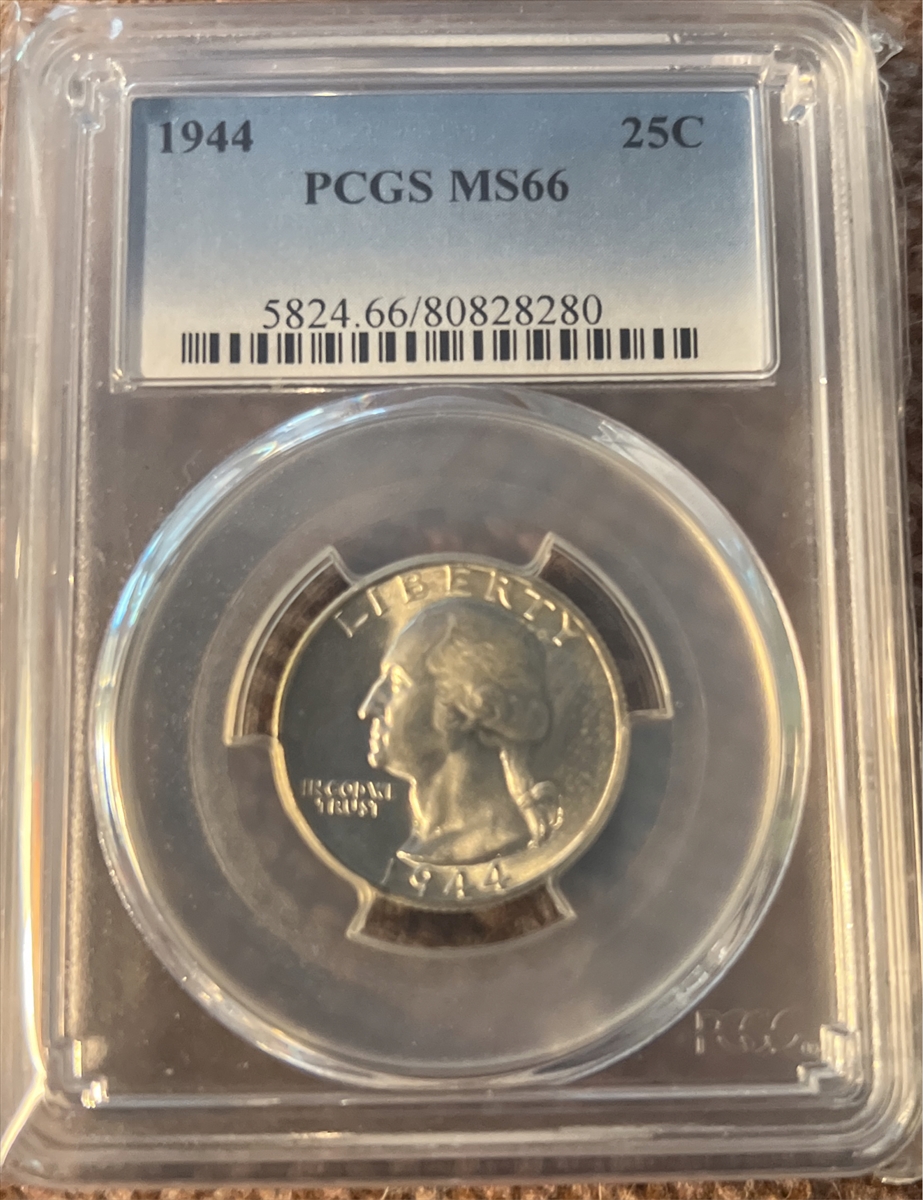 1944 25C
PCGS MS66
5824.66/80828280
LIBERTY
IN GOD WE
TRUST
1944
PCGS